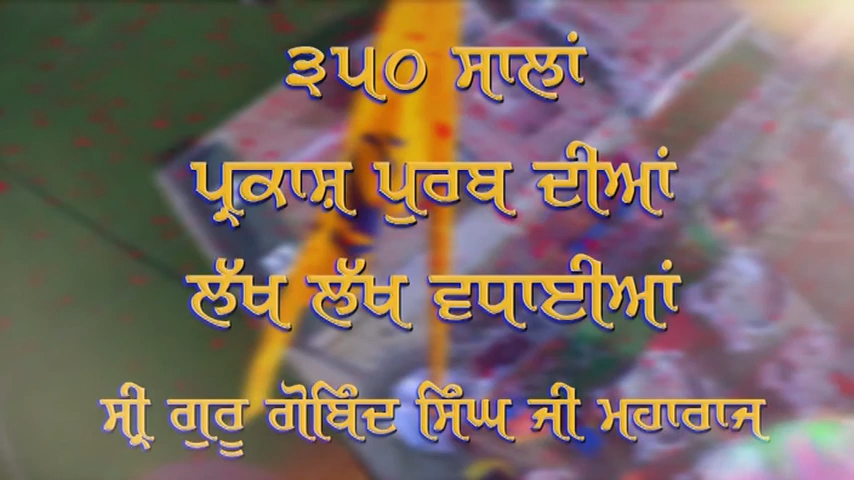 ੩੫੦ ਸਾਲਾਂ
ਪ੍ਰਕਾਸ਼ ਪੁਰਬ ਦੀਆਂ
ਲੱਖ ਲੱਖ ਵਧਾਈਆਂ
ਸ੍ਰੀ ਗੁਰੂ ਗੋਬਿੰਦ ਸਿੰਘ ਜੀ ਮਹਾਰਾਜ